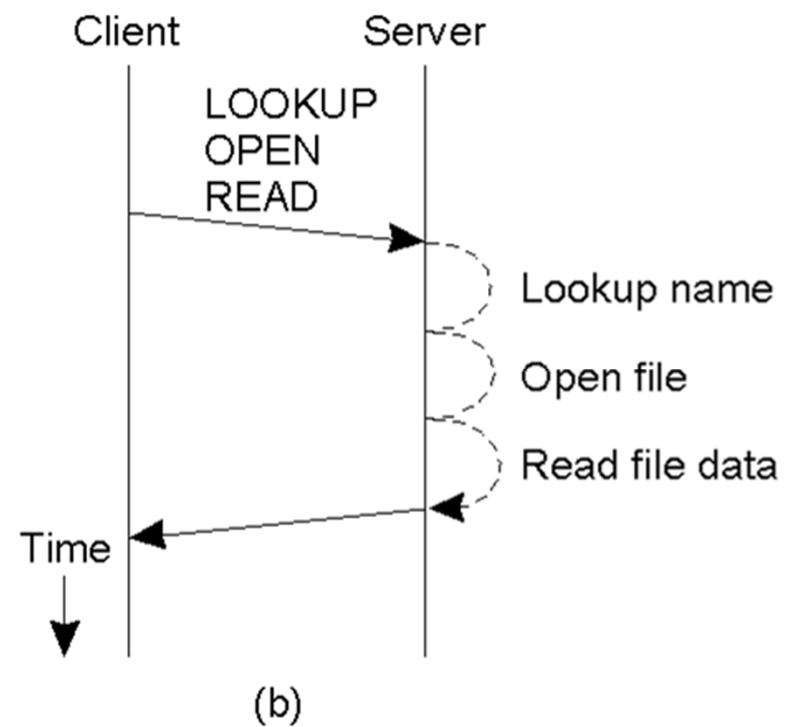 Client
Server
LOOKUP
OPEN
READ
Lookup name
Open file
Read file data
Time
(b)